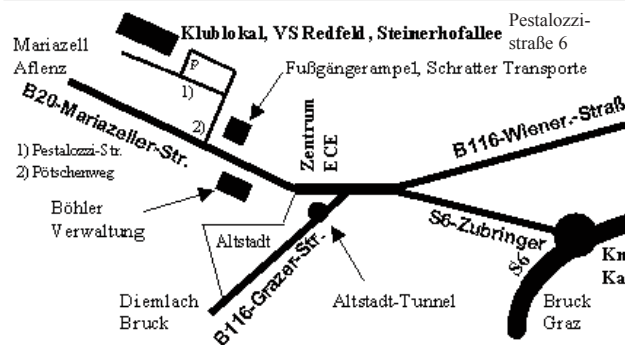 Klublokal, VS Redfeld, Steinerhofallee
Pestalozzi-
straße 6
Mariazell
Aflenz
P
1)
Fußgängerampel, Schratter Transporte
B20-Mariazeller-Str.
2)
1) Pestalozzi-Str.
2) Pötschenweg
Zentrum
ECE
B116-Wiener.-Straß
Böhler
Verwaltung
Altstadt
S6-Zubringer
S6
Kn
Ka
B116-Grazer-Str.
Diemlach
Bruck
Altstadt-Tunnel
Bruck
Graz